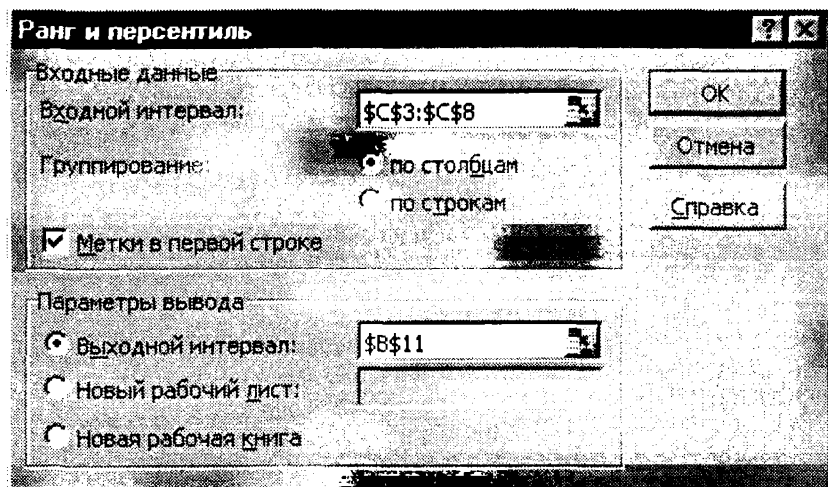 Ранг и персентиль
Входные данные
Входной интервал:
$C$3:$C$8
Группирование:
по столбцам
по строкам
Метки в первой строке
OK
Отмена
Справка
Параметры вывода
Выходной интервал:
$B$11
Новый рабочий лист:
Новая рабочая книга